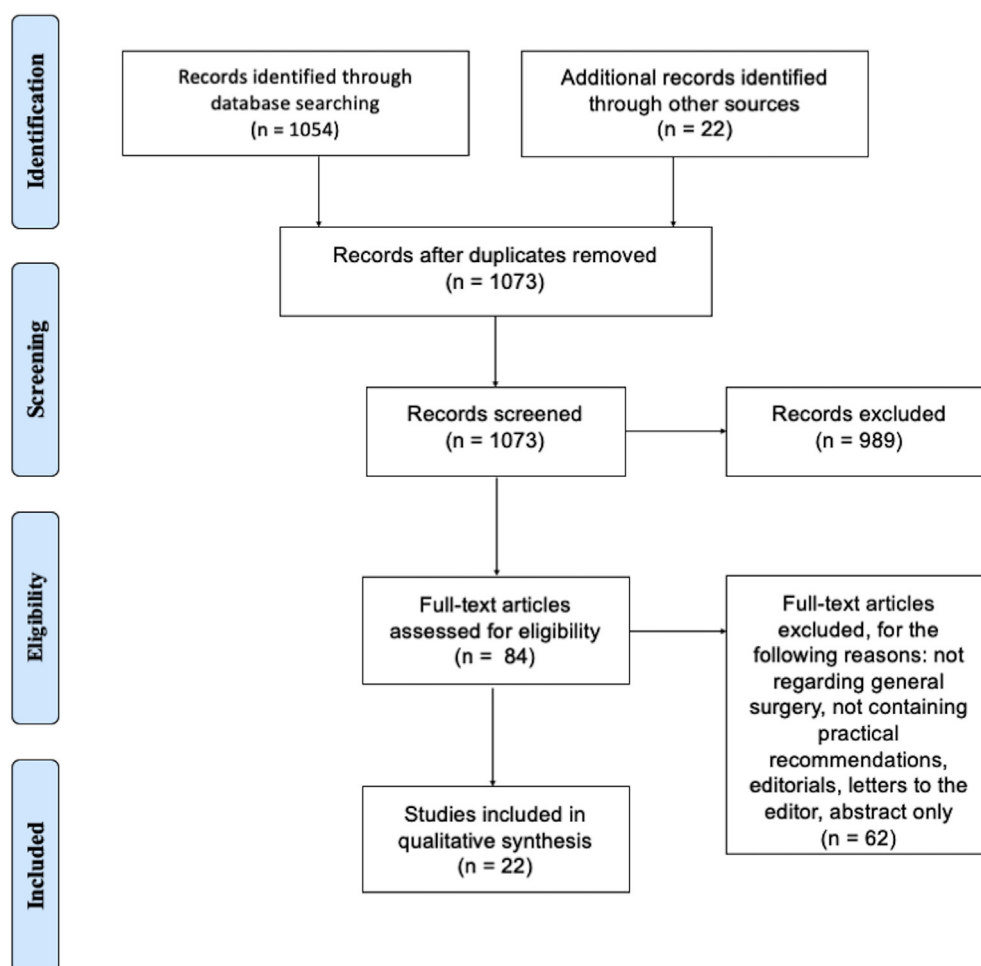 Identification
Records identified through
database searching
(n = 1054)
Additional records identified
through other sources
(n = 22)
Records after duplicates removed
(n = 1073)
Screening
Records screened
(n = 1073)
Records excluded
(n = 989)
Eligibility
Full-text articles
assessed for eligibility
(n = 84)
Full-text articles
excluded, for the
following reasons: not
regarding general
surgery, not containing
practical
recommendations,
editorials, letters to the
editor, abstract only
(n = 62)
Included
Studies included in
qualitative synthesis
(n = 22)